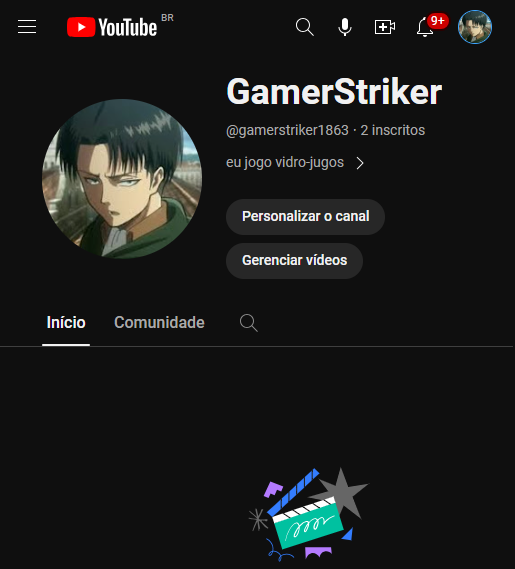 YouTube BR
9+
GamerStriker
@gamerstriker1863 · 2 inscritos
eu jogo vidro-jugos
Personalizar o canal
Gerenciar vídeos
Início Comunidade